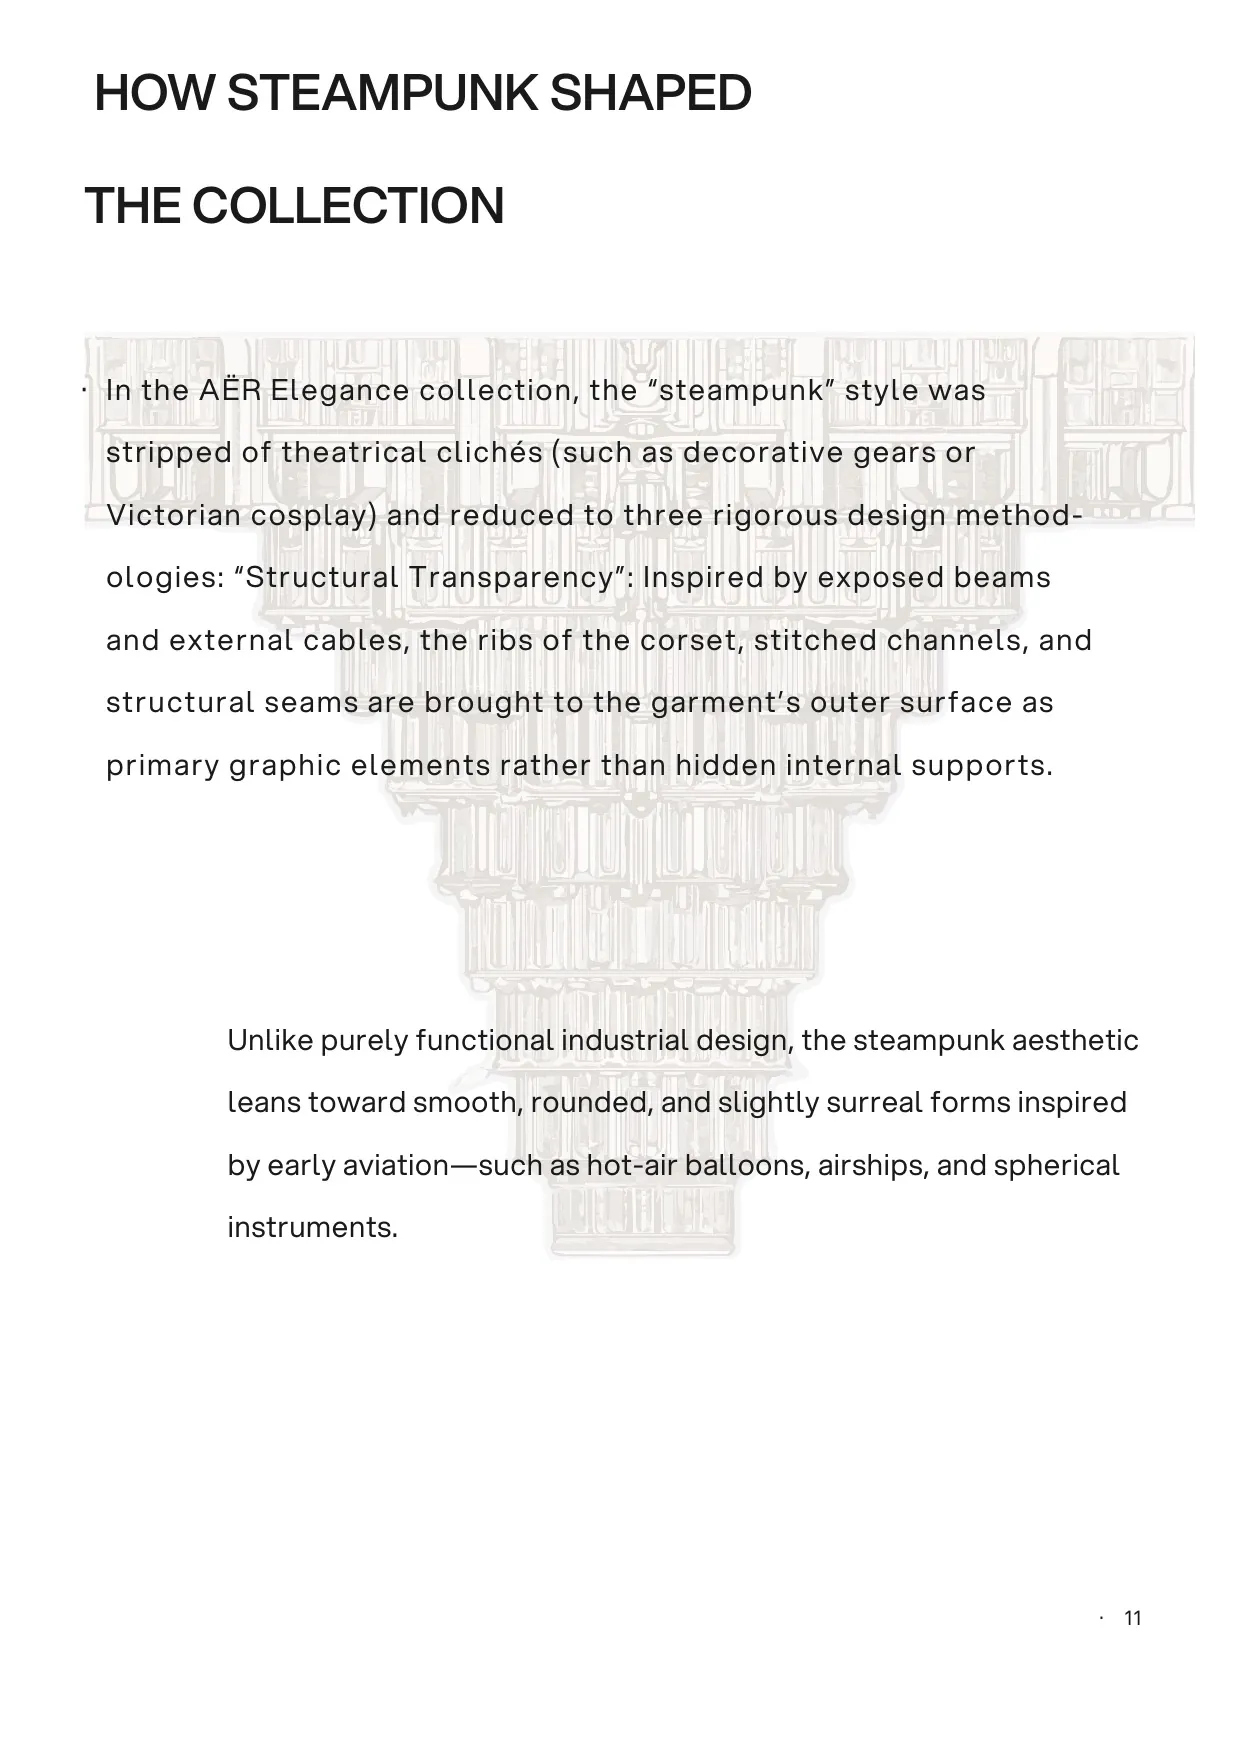 HOW STEAMPUNK SHAPED
THE COLLECTION
· In the AËR Elegance collection, the “steampunk” style was
stripped of theatrical clichés (such as decorative gears or
Victorian cosplay) and reduced to three rigorous design method-
ologies: “Structural Transparency”: Inspired by exposed beams
and external cables, the ribs of the corset, stitched channels, and
structural seams are brought to the garment’s outer surface as
primary graphic elements rather than hidden internal supports.
Unlike purely functional industrial design, the steampunk aesthetic
leans toward smooth, rounded, and slightly surreal forms inspired
by early aviation—such as hot-air balloons, airships, and spherical
instruments.
· 11